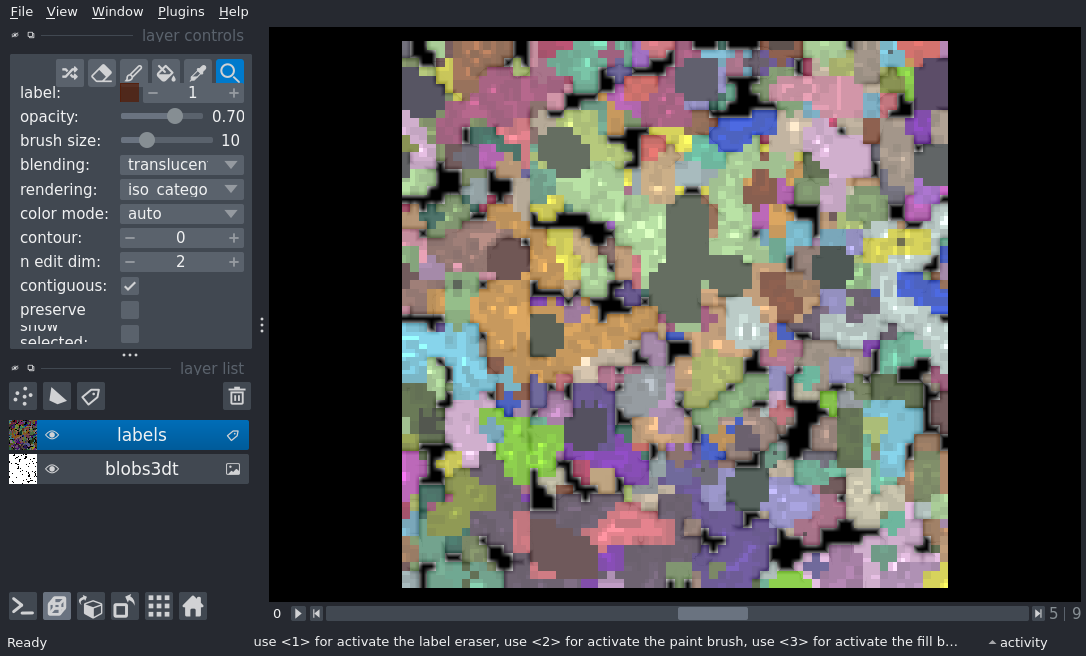 File View Window Plugins Help
layer controls
label: 1
opacity: 0.70
brush size: 10
blending: translucen
rendering: iso_catego
color mode: auto
contour: 0
n edit dim: 2
contiguous:
preserve
show
selected:
layer list
labels
blobs3dt
0 5 | 9
Ready use <1> for activate the label eraser, use <2> for activate the paint brush, use <3> for activate the fill b... activity